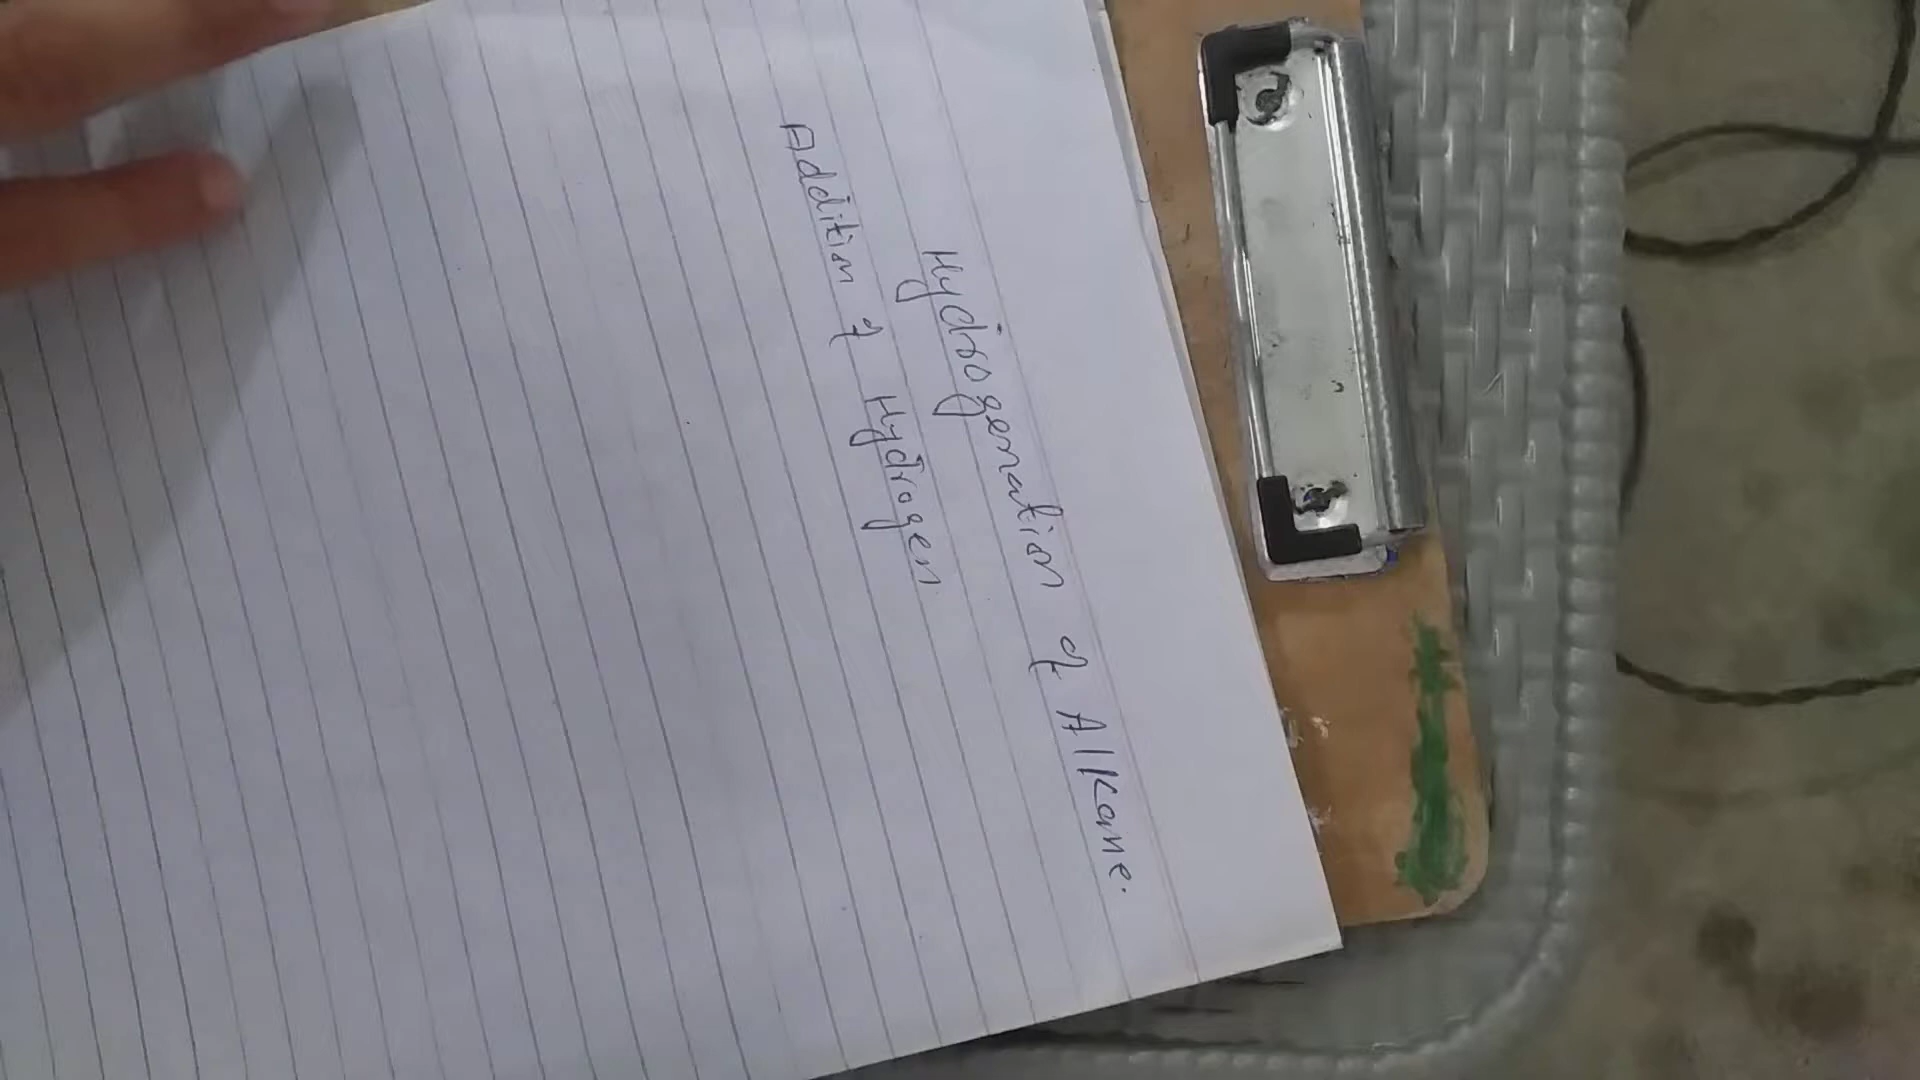 Hydrogenation of Alkane.
Addition of Hydrogen.